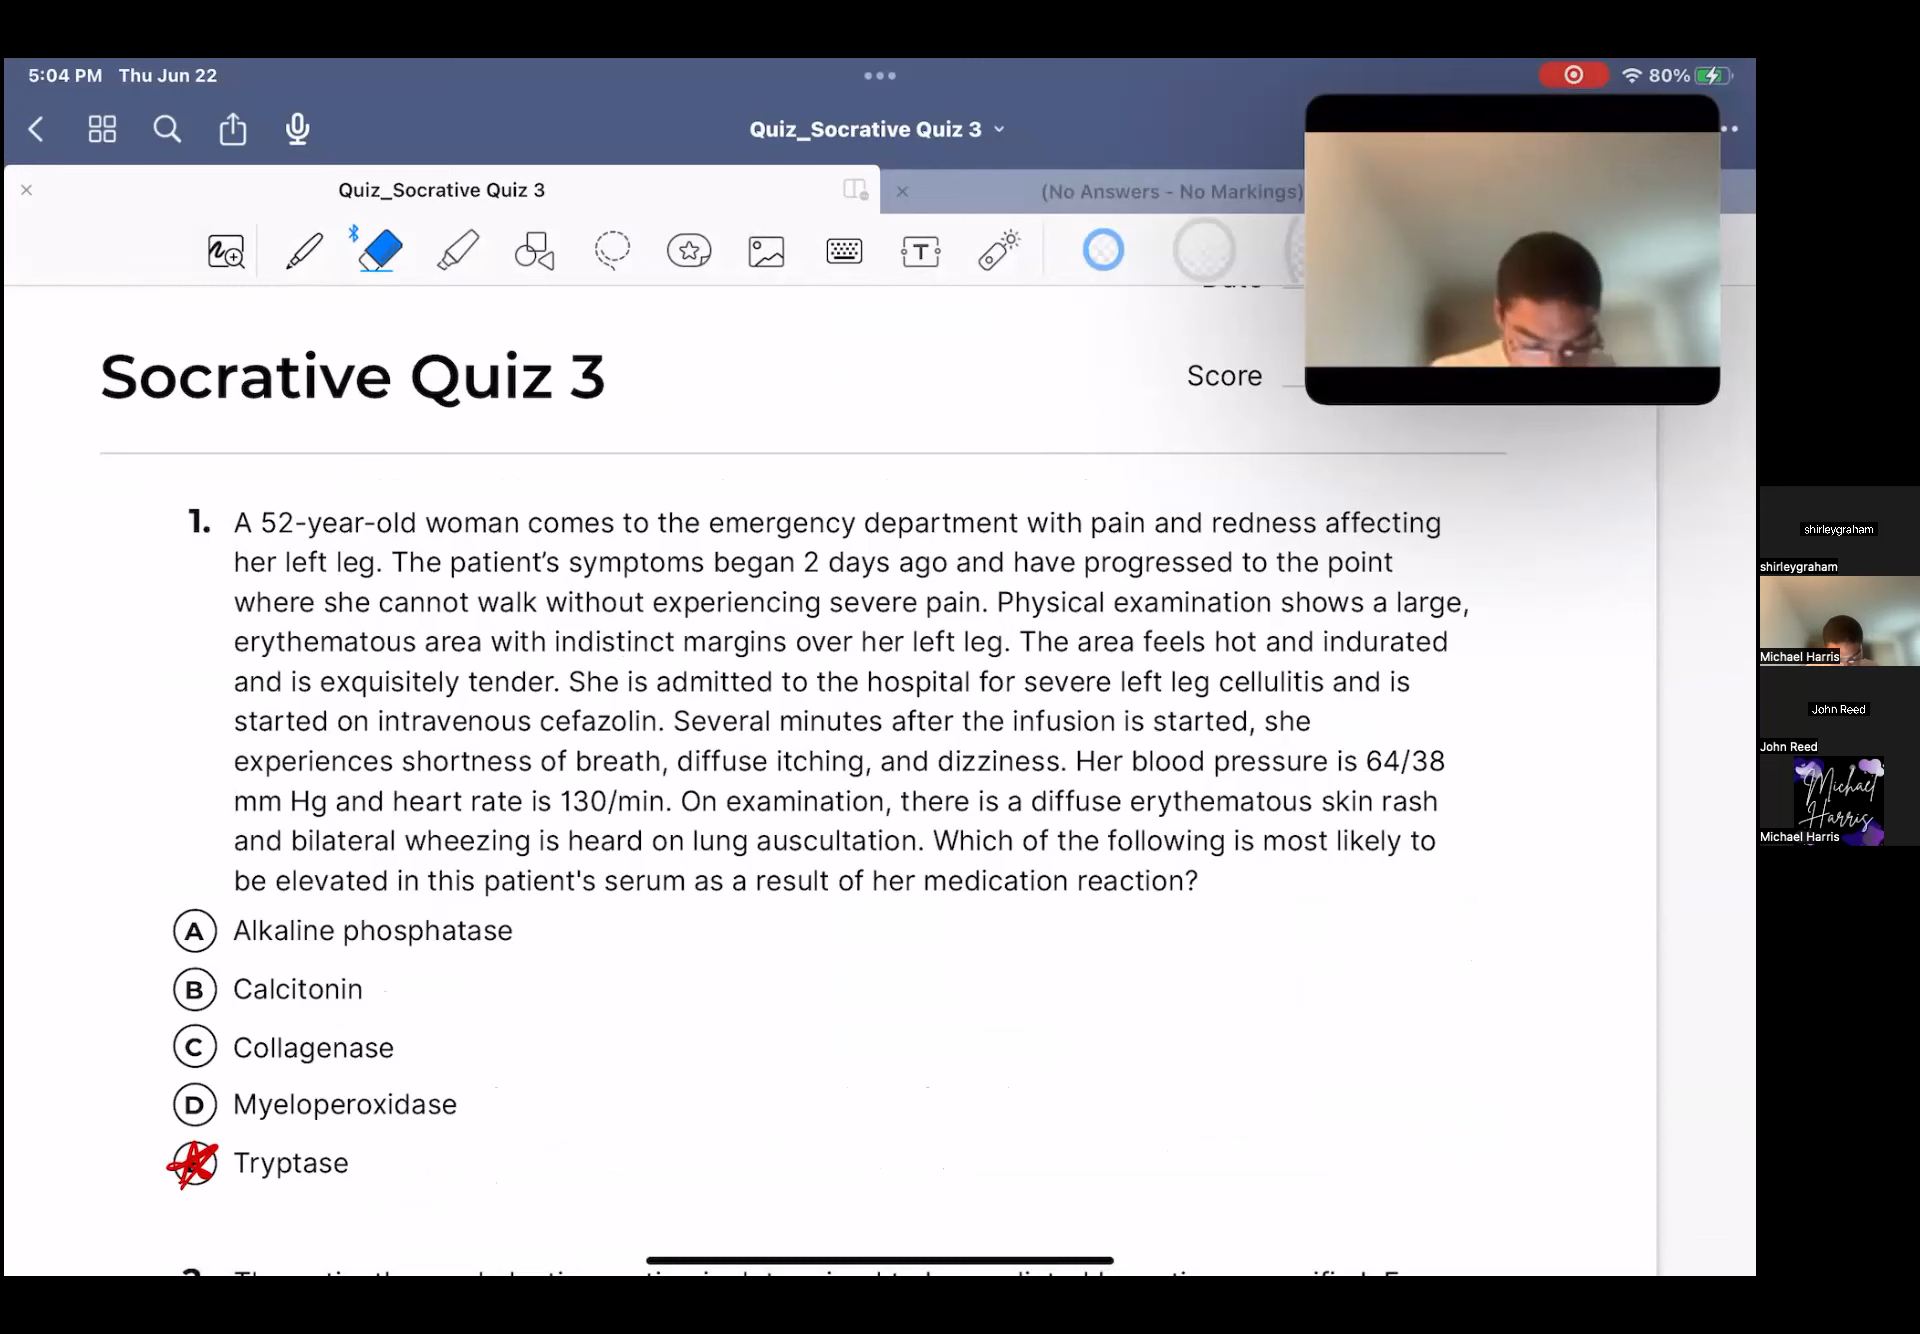 5:04 PM Thu Jun 22
80%
Quiz_Socrative Quiz 3
Quiz_Socrative Quiz 3
(No Answers - No Markings)
T
Socrative Quiz 3
Score
1. A 52-year-old woman comes to the emergency department with pain and redness affecting
her left leg. The patient's symptoms began 2 days ago and have progressed to the point
where she cannot walk without experiencing severe pain. Physical examination shows a large,
erythematous area with indistinct margins over her left leg. The area feels hot and indurated
and is exquisitely tender. She is admitted to the hospital for severe left leg cellulitis and is
started on intravenous cefazolin. Several minutes after the infusion is started, she
experiences shortness of breath, diffuse itching, and dizziness. Her blood pressure is 64/38
mm Hg and heart rate is 130/min. On examination, there is a diffuse erythematous skin rash
and bilateral wheezing is heard on lung auscultation. Which of the following is most likely to
be elevated in this patient's serum as a result of her medication reaction?
A Alkaline phosphatase
B Calcitonin
C Collagenase
D Myeloperoxidase
Tryptase
shirleygraham
shirleygraham
Michael Harris
John Reed
John Reed
Michael
Harris
Michael Harris